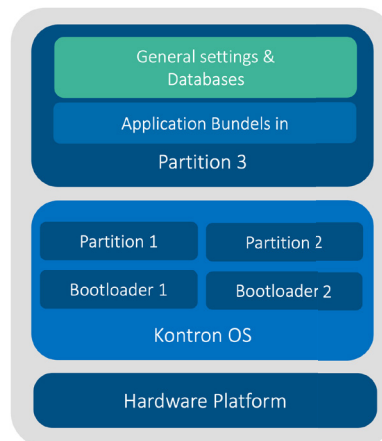 General settings &
Databases
Application Bundels in
Partition 3
Partition 1
Partition 2
Bootloader 1
Bootloader 2
Kontron OS
Hardware Platform